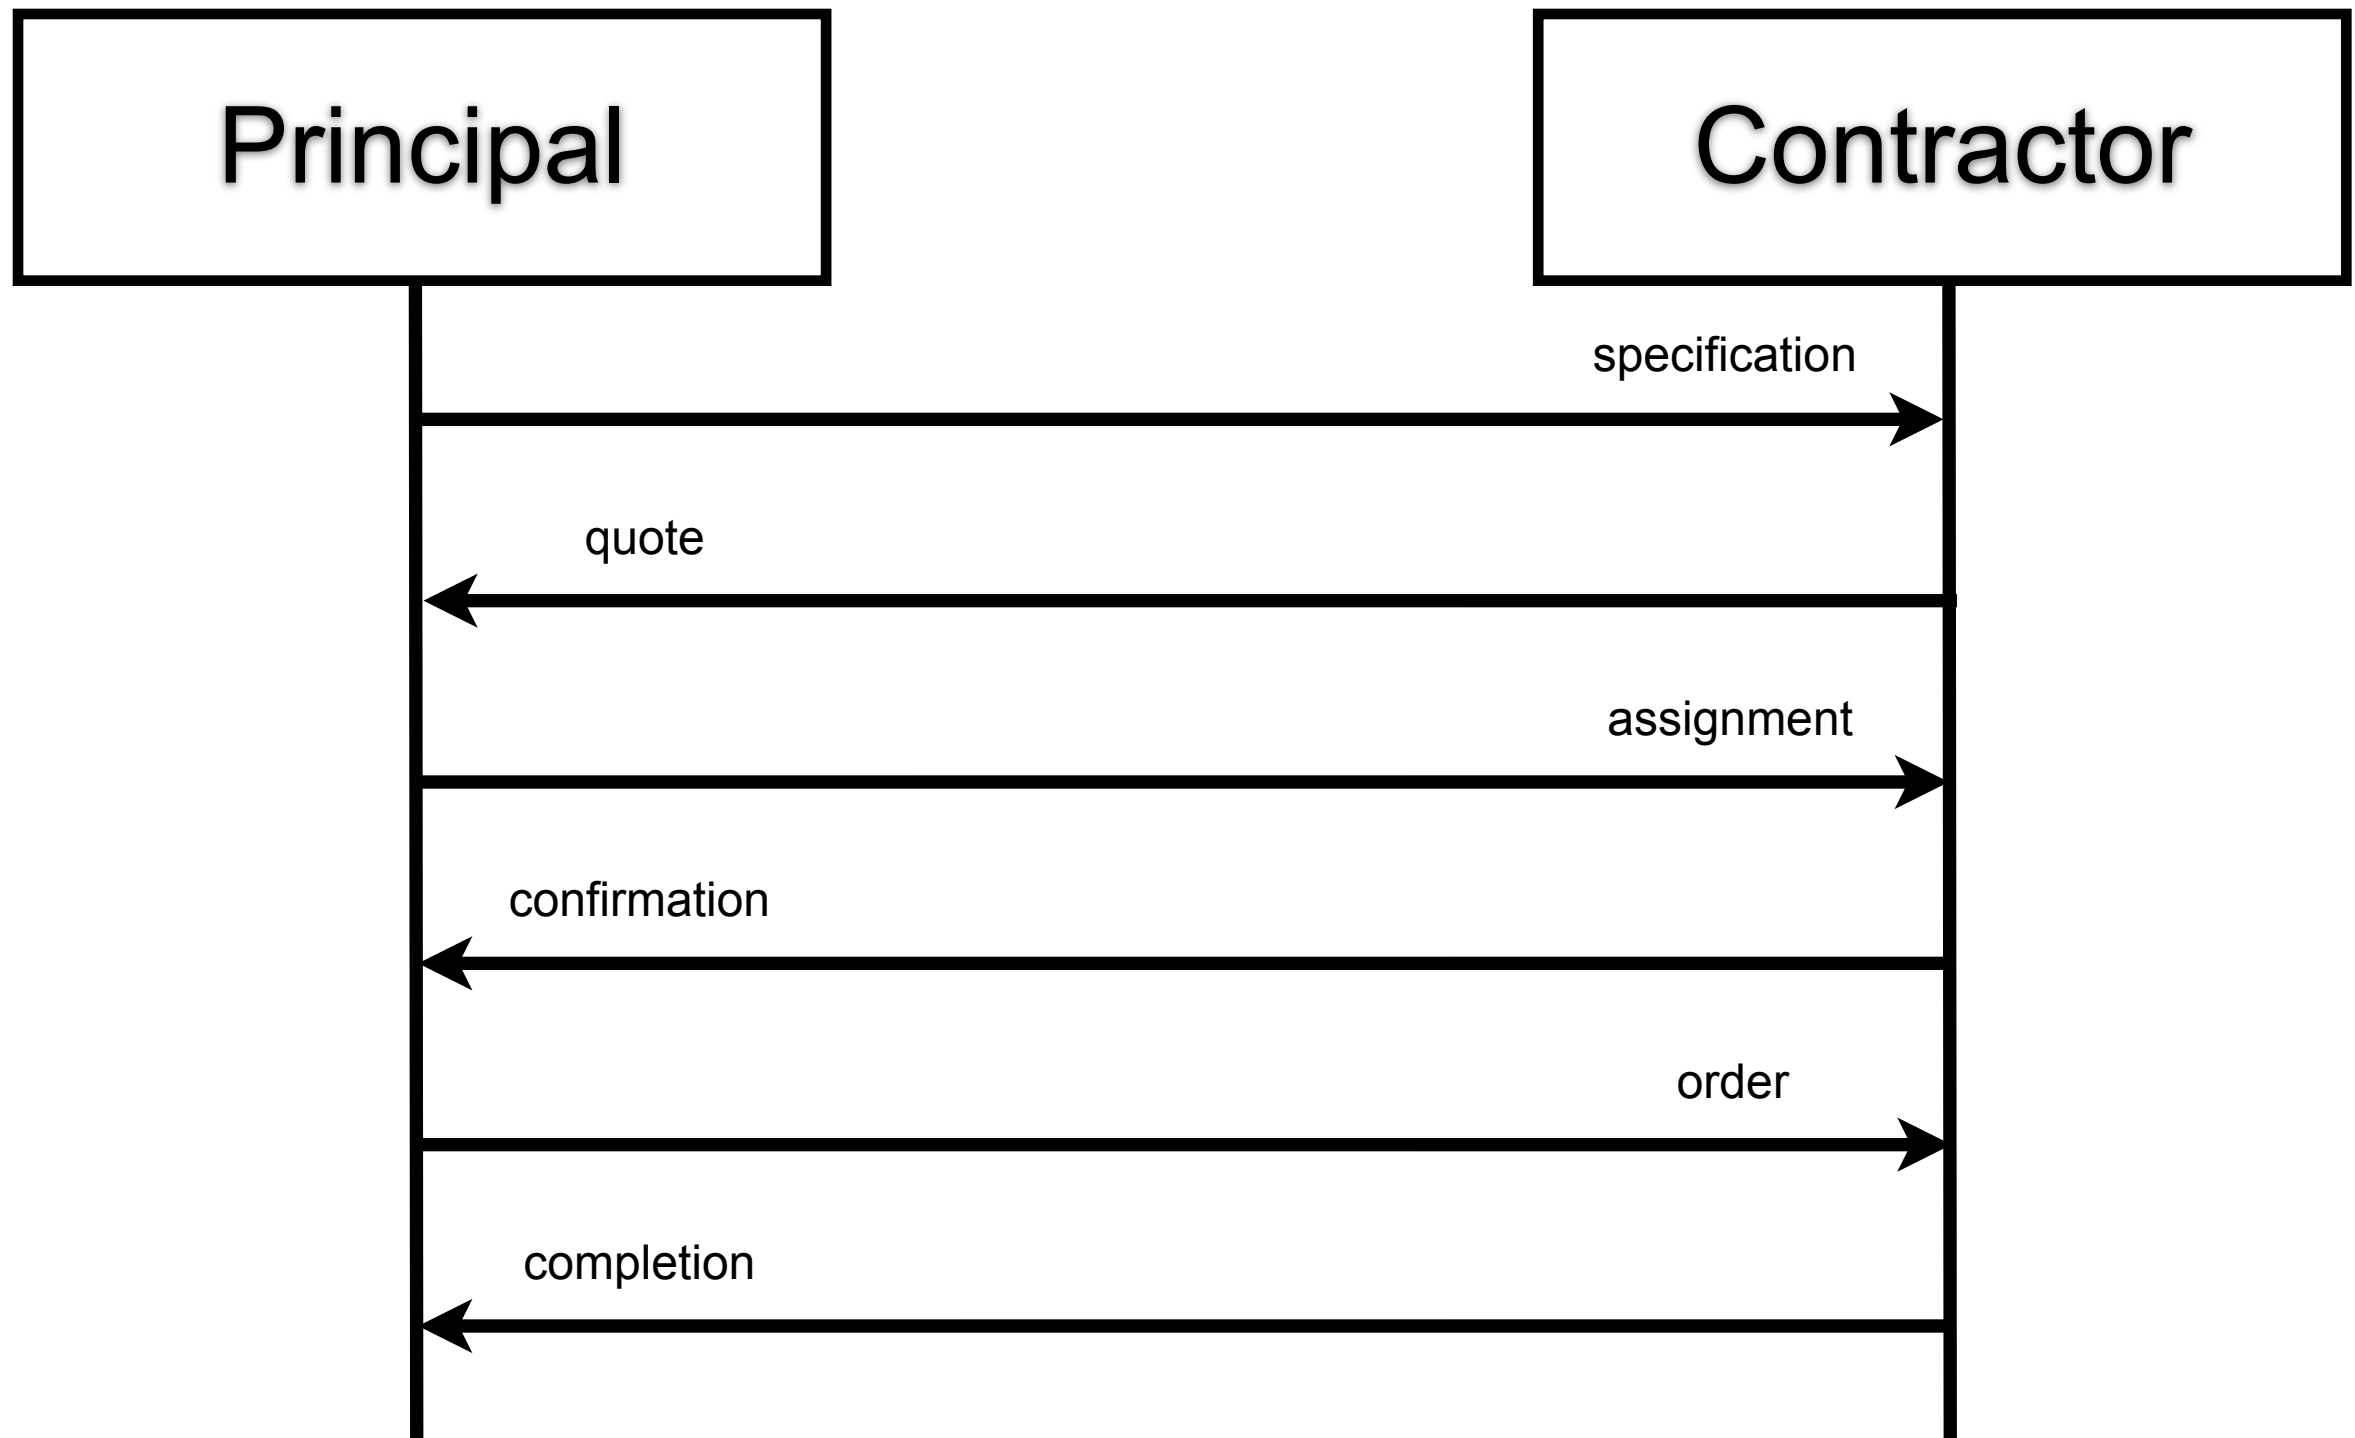 Principal
Contractor
specification
quote
assignment
confirmation
order
completion